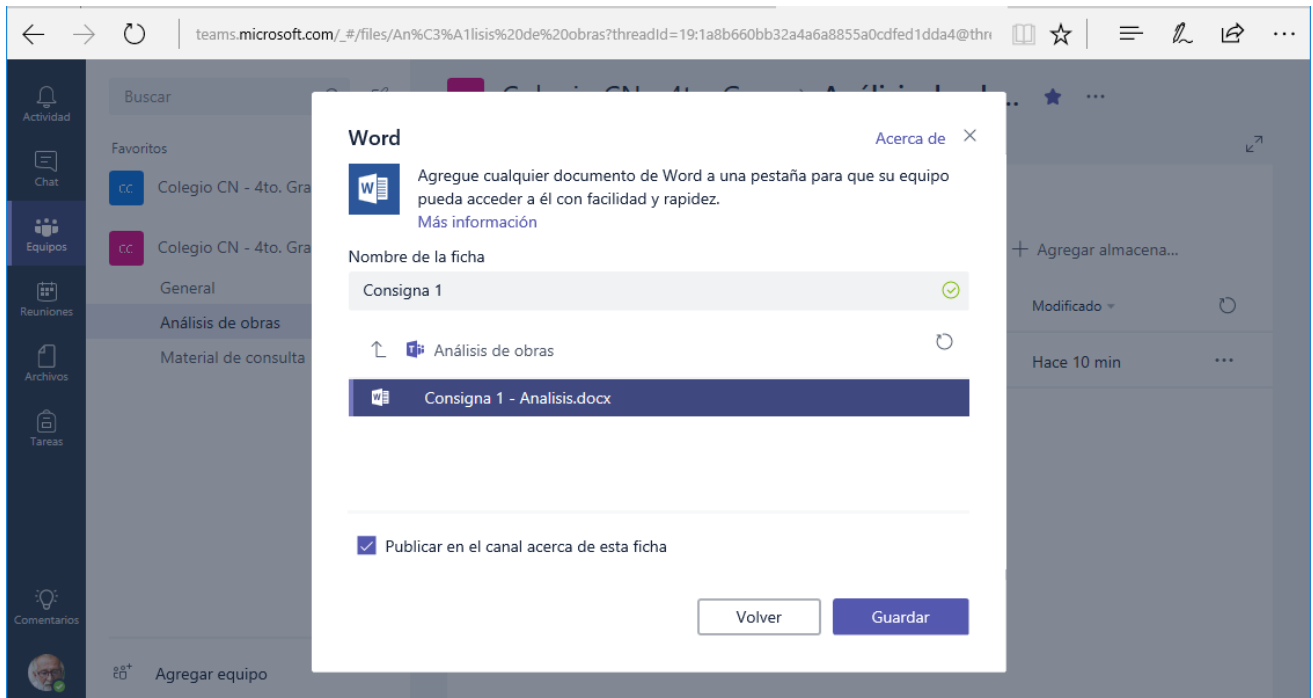 teams.microsoft.com/_#/files/An%C3%A1lisis%20de%20obras?threadId=19:1a8b660bb32a4a6a8855a0cdfed1dda4@thre
Actividad
Chat
Equipos
Reuniones
Archivos
Tareas
Comentarios
Buscar
Favoritos
CC Colegio CN - 4to. Gra
CC Colegio CN - 4to. Gra
General
Análisis de obras
Material de consulta
Agregar equipo
Word
Acerca de
Agregue cualquier documento de Word a una pestaña para que su equipo
pueda acceder a él con facilidad y rapidez.
Más información
Nombre de la ficha
Consigna 1
Análisis de obras
Consigna 1 - Analisis.docx
Publicar en el canal acerca de esta ficha
Volver
Guardar
+ Agregar almacena...
Modificado
Hace 10 min